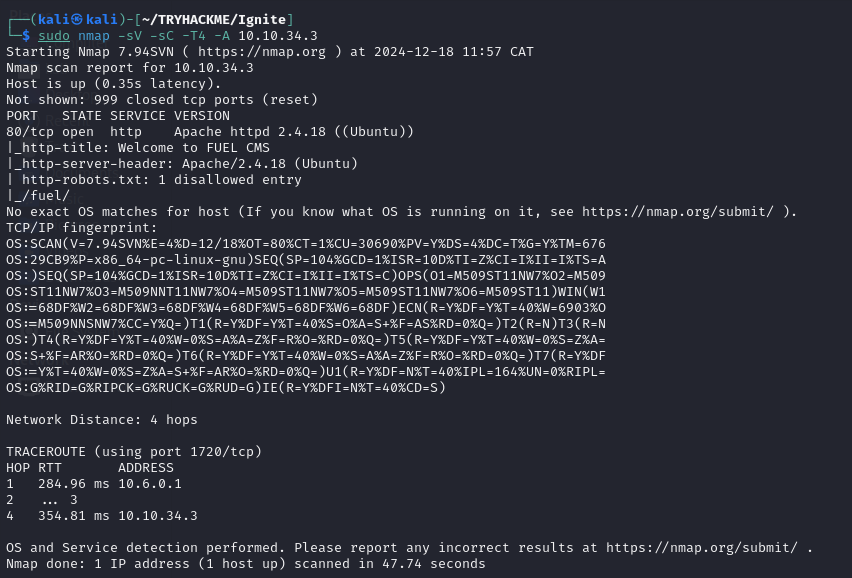 ┌──(kali㉿kali)-[~/TRYHACKME/Ignite]
└─$ sudo nmap -sV -sC -T4 -A 10.10.34.3
Starting Nmap 7.94SVN ( https://nmap.org ) at 2024-12-18 11:57 CAT
Nmap scan report for 10.10.34.3
Host is up (0.35s latency).
Not shown: 999 closed tcp ports (reset)
PORT   STATE SERVICE VERSION
80/tcp open  http    Apache httpd 2.4.18 ((Ubuntu))
|_http-title: Welcome to FUEL CMS
|_http-server-header: Apache/2.4.18 (Ubuntu)
| http-robots.txt: 1 disallowed entry
|_/fuel/
No exact OS matches for host (If you know what OS is running on it, see https://nmap.org/submit/ ).
TCP/IP fingerprint:
OS:SCAN(V=7.94SVN%E=4%D=12/18%OT=80%CT=1%CU=30690%PV=Y%DS=4%DC=T%G=Y%TM=676
OS:29CB9%P=x86_64-pc-linux-gnu)SEQ(SP=104%GCD=1%ISR=10D%TI=Z%CI=I%II=I%TS=A
OS:)SEQ(SP=104%GCD=1%ISR=10D%TI=Z%CI=I%II=I%TS=C)OPS(O1=M509ST11NW7%O2=M509
OS:ST11NW7%O3=M509NNT11NW7%O4=M509ST11NW7%O5=M509ST11NW7%O6=M509ST11)WIN(W1
OS:=68DF%W2=68DF%W3=68DF%W4=68DF%W5=68DF%W6=68DF)ECN(R=Y%DF=Y%T=40%W=6903%O
OS:=M509NNSNW7%CC=Y%Q=)T1(R=Y%DF=Y%T=40%S=O%A=S+%F=AS%RD=0%Q=)T2(R=N)T3(R=N
OS:)T4(R=Y%DF=Y%T=40%W=0%S=A%A=Z%F=R%O=%RD=0%Q=)T5(R=Y%DF=Y%T=40%W=0%S=Z%A=
OS:S+%F=AR%O=%RD=0%Q=)T6(R=Y%DF=Y%T=40%W=0%S=A%A=Z%F=R%O=%RD=0%Q=)T7(R=Y%DF
OS:=Y%T=40%W=0%S=Z%A=S+%F=AR%O=%RD=0%Q=)U1(R=Y%DF=N%T=40%IPL=164%UN=0%RIPL=
OS:G%RID=G%RIPCK=G%RUCK=G%RUD=G)IE(R=Y%DFI=N%T=40%CD=S)
Network Distance: 4 hops
TRACEROUTE (using port 1720/tcp)
HOP RTT       ADDRESS
1   284.96 ms 10.6.0.1
2   ... 3
4   354.81 ms 10.10.34.3
OS and Service detection performed. Please report any incorrect results at https://nmap.org/submit/ .
Nmap done: 1 IP address (1 host up) scanned in 47.74 seconds